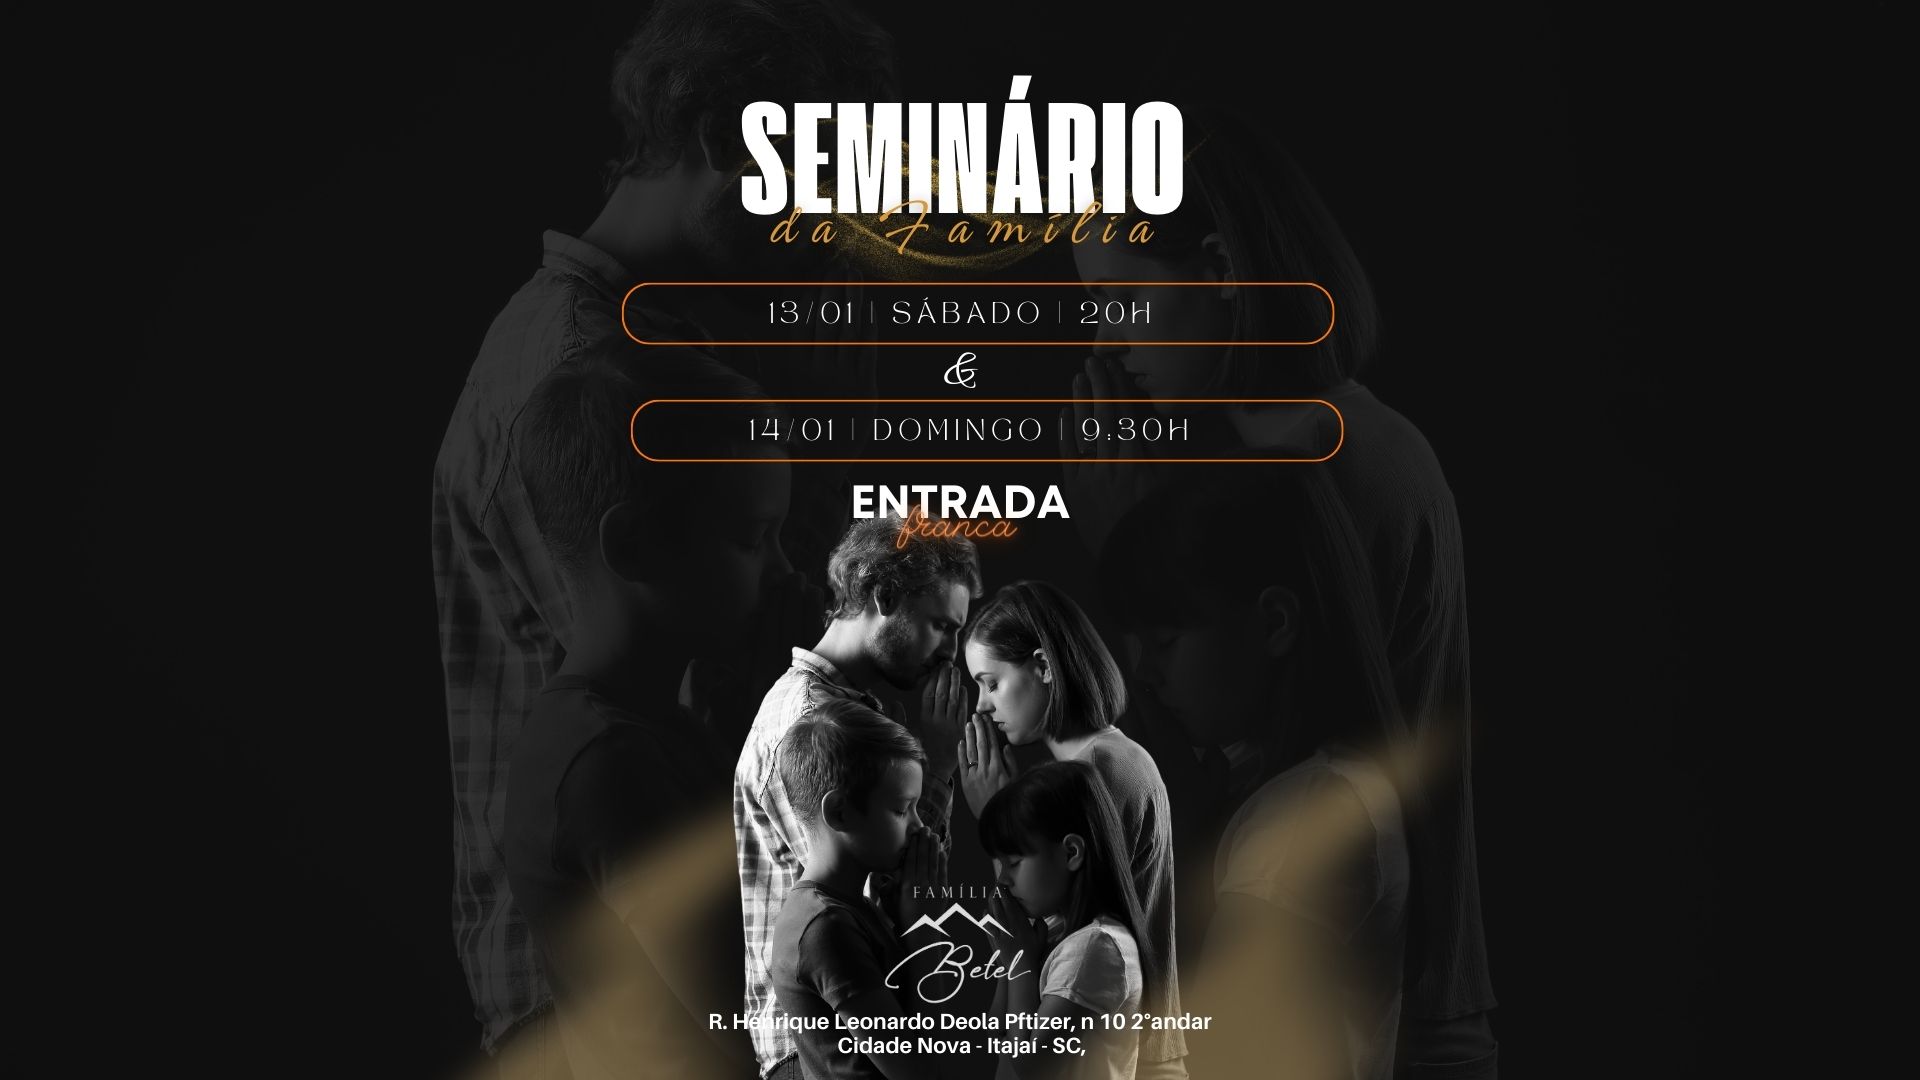 SEMINÁRIO
da Família
13/01 | SÁBADO | 20H
&
14/01 | DOMINGO | 9:30H
ENTRADA
franca
FAMÍLIA
Betel
R. Henrique Leonardo Deola Pftizer, n 10 2°andar
Cidade Nova - Itajaí - SC,